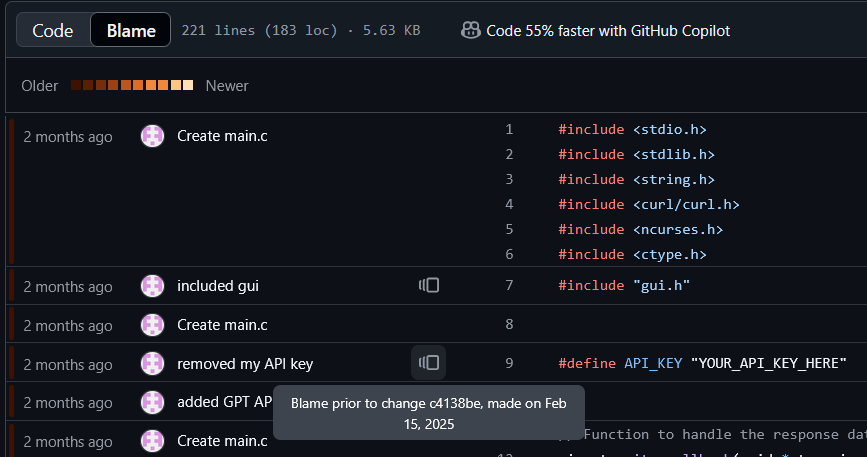 Code Blame 221 lines (183 loc) · 5.63 KB Code 55% faster with GitHub Copilot
Older Newer
2 months ago Create main.c 1 #include <stdio.h>
2 #include <stdlib.h>
3 #include <string.h>
4 #include <curl/curl.h>
5 #include <ncurses.h>
6 #include <ctype.h>
2 months ago included gui 7 #include "gui.h"
2 months ago Create main.c 8
2 months ago removed my API key 9 #define API_KEY "YOUR_API_KEY_HERE"
2 months ago added GPT AP
Blame prior to change c4138be, made on Feb
15, 2025
2 months ago Create main.c // Function to handle the response